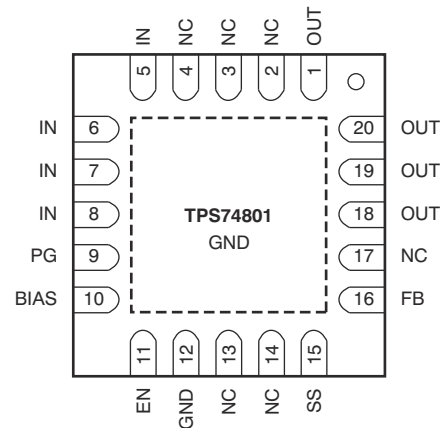 IN NC NC NC OUT
5 4 3 2 1
IN 6 20 OUT
IN 7 19 OUT
IN 8 TPS74801 18 OUT
PG 9 GND 17 NC
BIAS 10 16 FB
11 12 13 14 15
EN GND NC NC SS